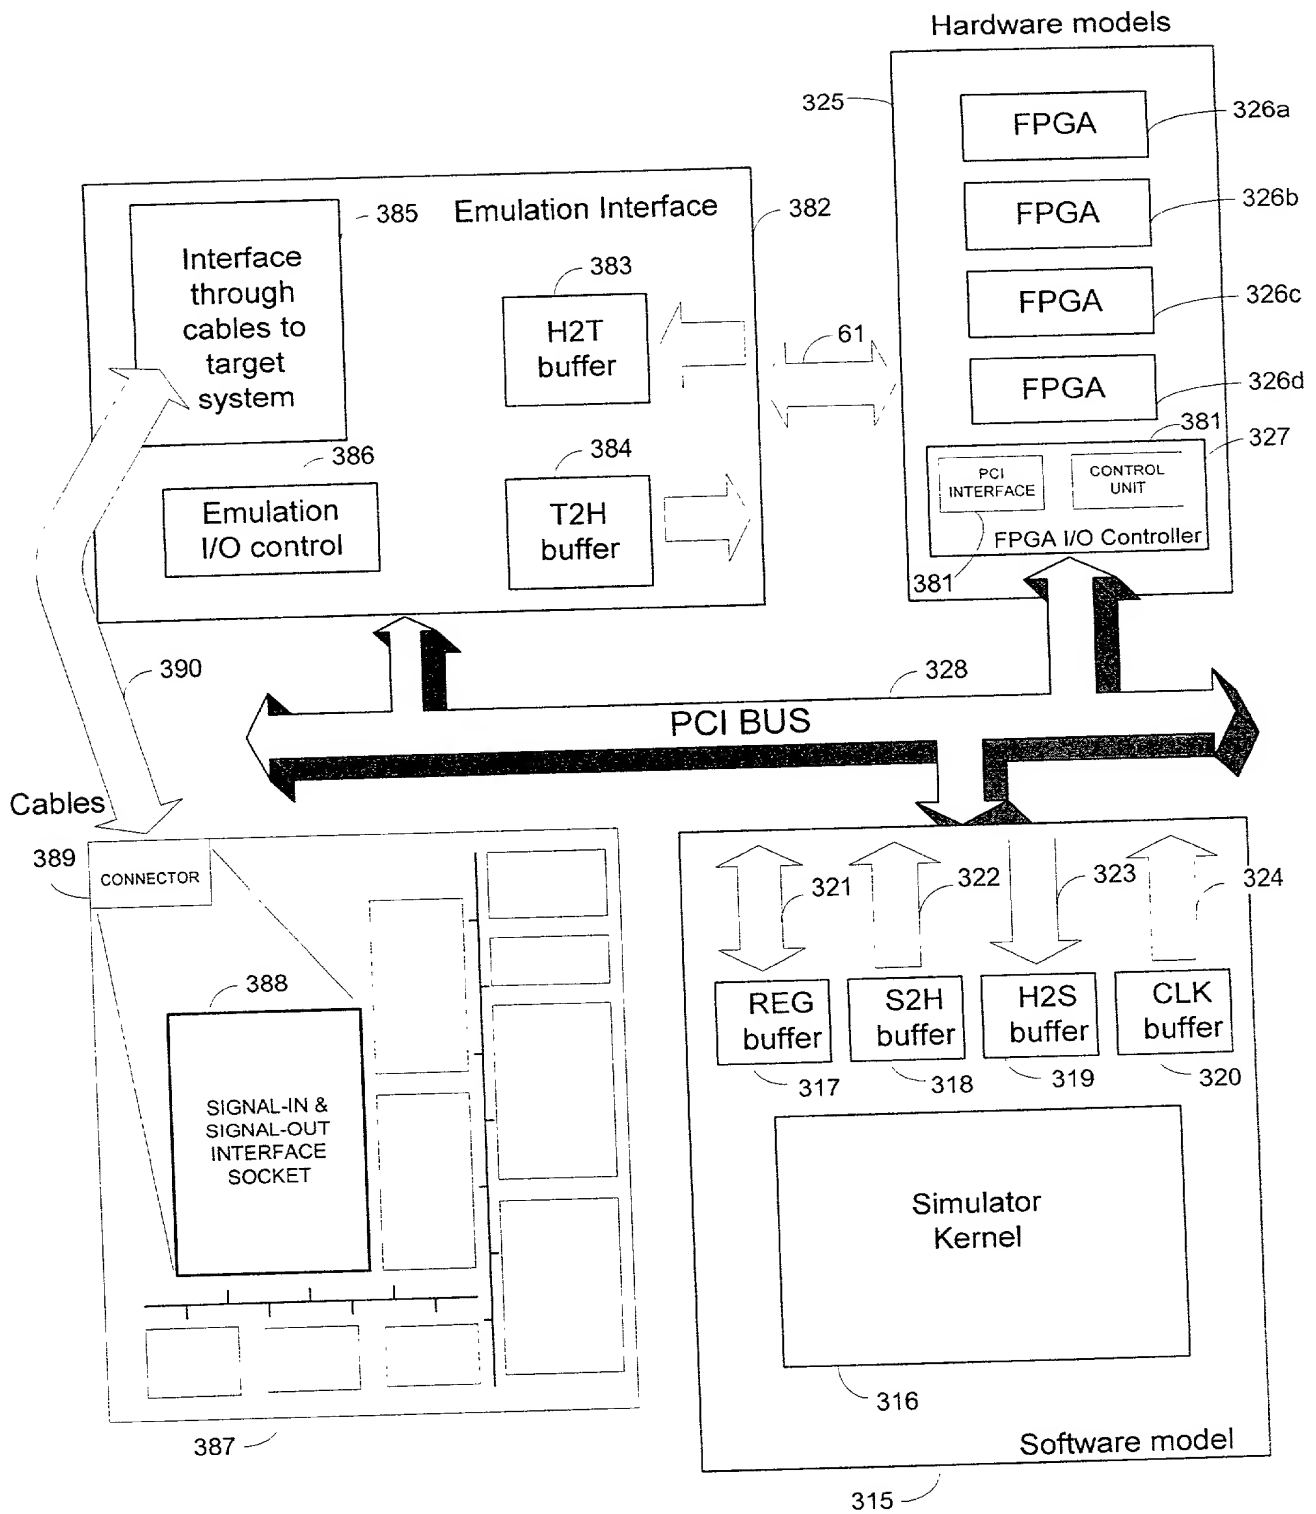 Hardware models
325
FPGA
326a
FPGA
326b
FPGA
326c
FPGA
326d
381
327
PCI
INTERFACE
CONTROL
UNIT
FPGA I/O Controller
381
Emulation Interface
382
385
Interface
through
cables to
target
system
383
H2T
buffer
61
386
Emulation
I/O control
384
T2H
buffer
390
328
PCI BUS
Cables
389
CONNECTOR
388
SIGNAL-IN &
SIGNAL-OUT
INTERFACE
SOCKET
387
321
322
323
324
REG
buffer
S2H
buffer
H2S
buffer
CLK
buffer
317
318
319
320
Simulator
Kernel
316
Software model
315